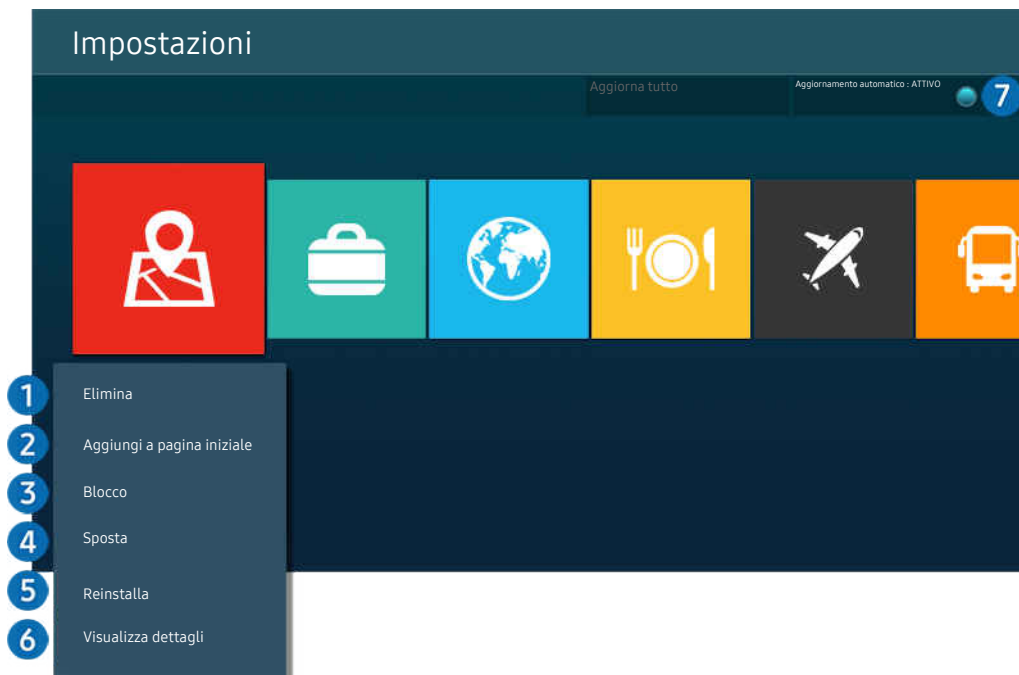 Impostazioni
Aggiorna tutto
Aggiornamento automatico : ATTIVO
7
1 Elimina
2 Aggiungi a pagina iniziale
3 Blocco
4 Sposta
5 Reinstalla
6 Visualizza dettagli